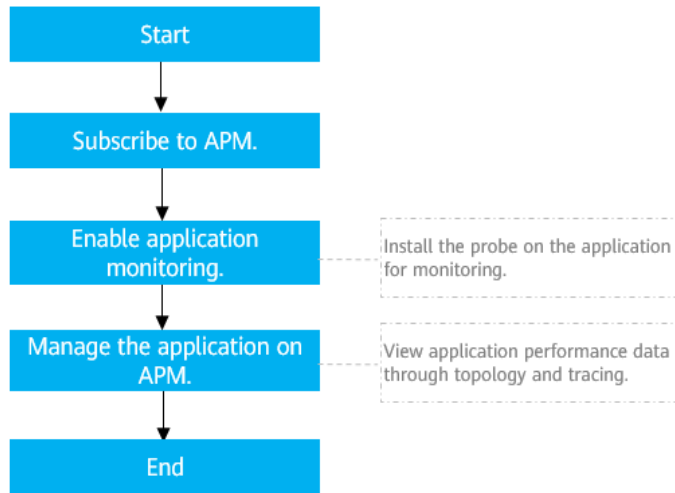 Start
Subscribe to APM.
Enable application
monitoring.
Install the probe on the application
for monitoring.
Manage the application on
APM.
View application performance data
through topology and tracing.
End